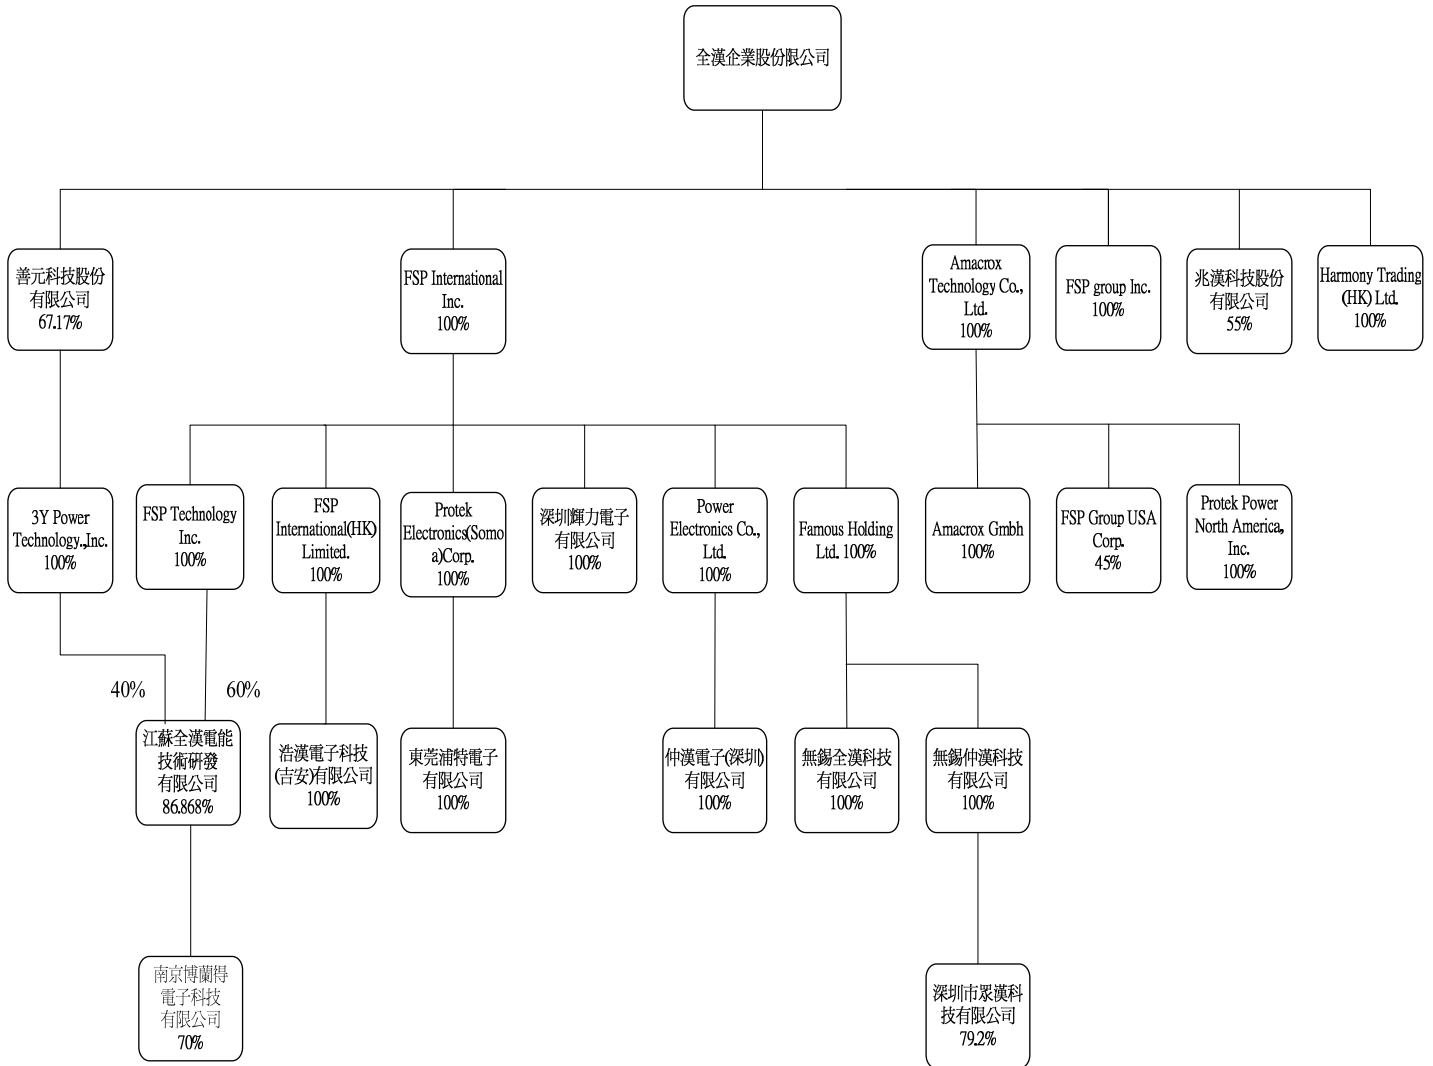 全漢企業股份限公司
善元科技股份
有限公司
67.17%
FSP International
Inc.
100%
Amacrox
Technology Co.,
Ltd.
100%
FSP group Inc.
100%
兆漢科技股份
有限公司
55%
Harmony Trading
(HK) Ltd.
100%
3Y Power
Technology.,Inc.
100%
FSP Technology
Inc.
100%
FSP
International(HK)
Limited.
100%
Protek
Electronics(Somo
a)Corp.
100%
深圳輝力電子
有限公司
100%
Power
Electronics Co.,
Ltd.
100%
Famous Holding
Ltd. 100%
Amacrox Gmbh
100%
FSP Group USA
Corp.
45%
Protek Power
North America,
Inc.
100%
40%
60%
江蘇全漢電能
技術研發
有限公司
86.868%
浩漢電子科技
(吉安)有限公司
100%
東莞浦特電子
有限公司
100%
仲漢電子(深圳)
有限公司
100%
無錫全漢科技
有限公司
100%
無錫仲漢科技
有限公司
100%
南京博蘭得
電子科技
有限公司
70%
深圳市眾漢科
技有限公司
79.2%